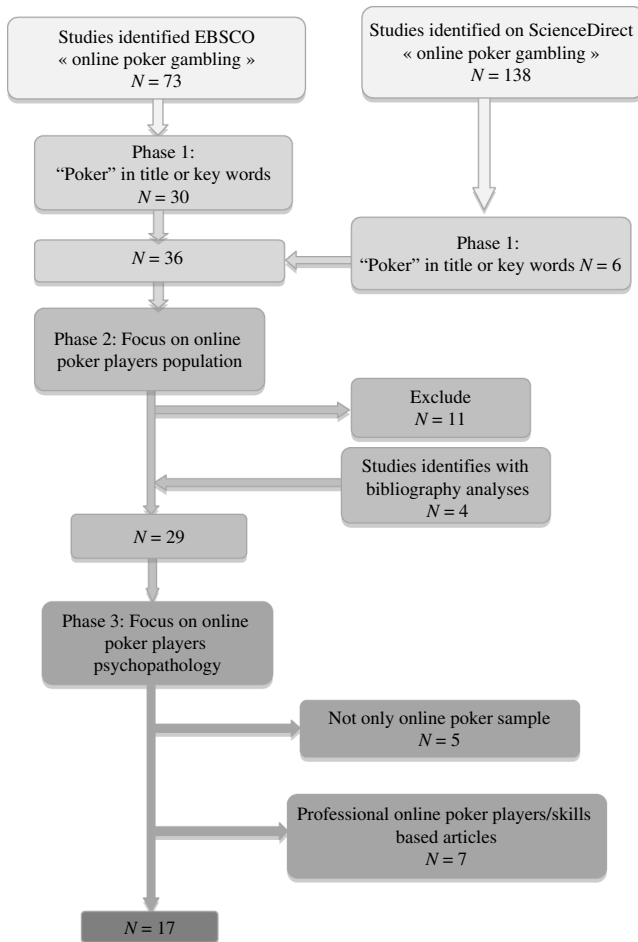 Studies identified EBSCO
« online poker gambling »
N = 73
Studies identified on ScienceDirect
« online poker gambling »
N = 138
Phase 1:
“Poker” in title or key words
N = 30
N = 36
Phase 1:
“Poker” in title or key words N = 6
Phase 2: Focus on online
poker players population
Exclude
N = 11
Studies identifies with
bibliography analyses
N = 4
N = 29
Phase 3: Focus on online
poker players
psychopathology
Not only online poker sample
N = 5
Professional online poker players/skills
based articles
N = 7
N = 17